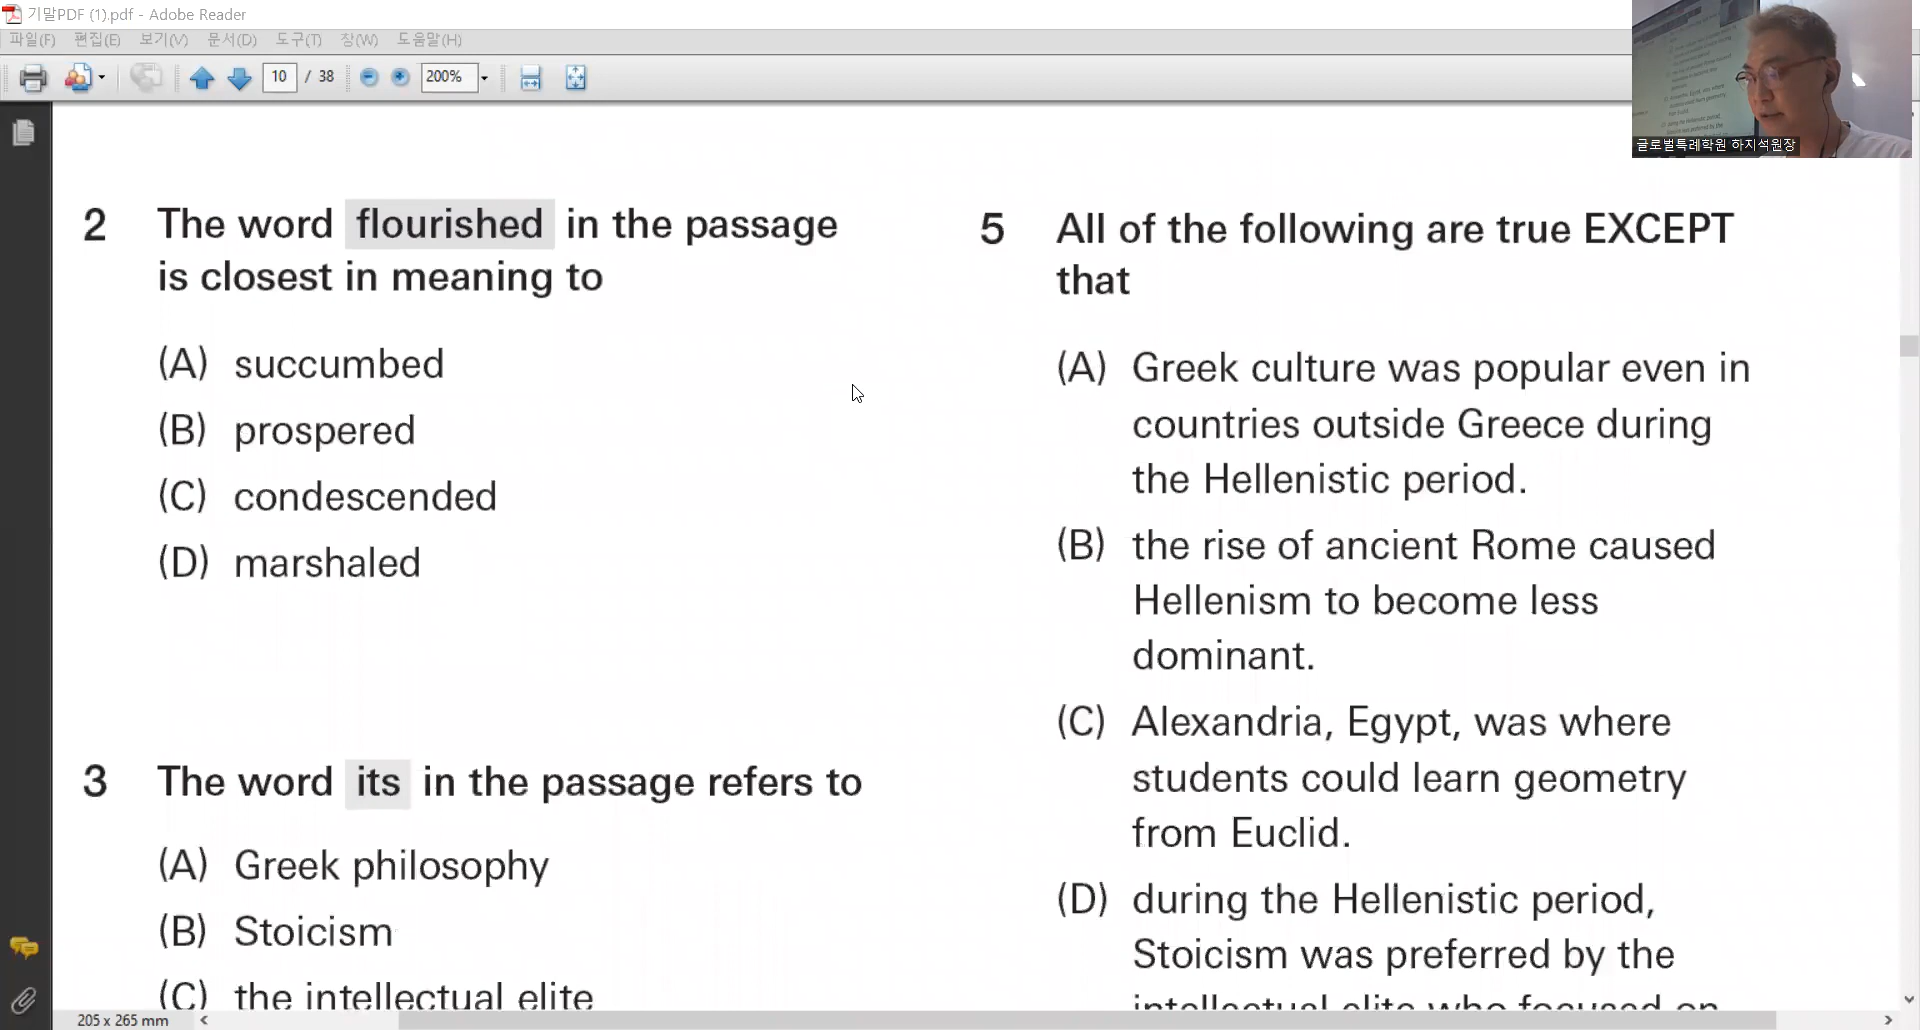 기말PDF (1).pdf - Adobe Reader
파일(F) 편집(E) 보기(V) 문서(D) 도구(T) 창(W) 도움말(H)
10 / 38 200%
글로벌특례학원 하지석원장
2 The word flourished in the passage
is closest in meaning to
(A) succumbed
(B) prospered
(C) condescended
(D) marshaled
3 The word its in the passage refers to
(A) Greek philosophy
(B) Stoicism
(C) the intellectual elite
5 All of the following are true EXCEPT
that
(A) Greek culture was popular even in
countries outside Greece during
the Hellenistic period.
(B) the rise of ancient Rome caused
Hellenism to become less
dominant.
(C) Alexandria, Egypt, was where
students could learn geometry
from Euclid.
(D) during the Hellenistic period,
Stoicism was preferred by the
intellectual elite who focused on
205 x 265 mm